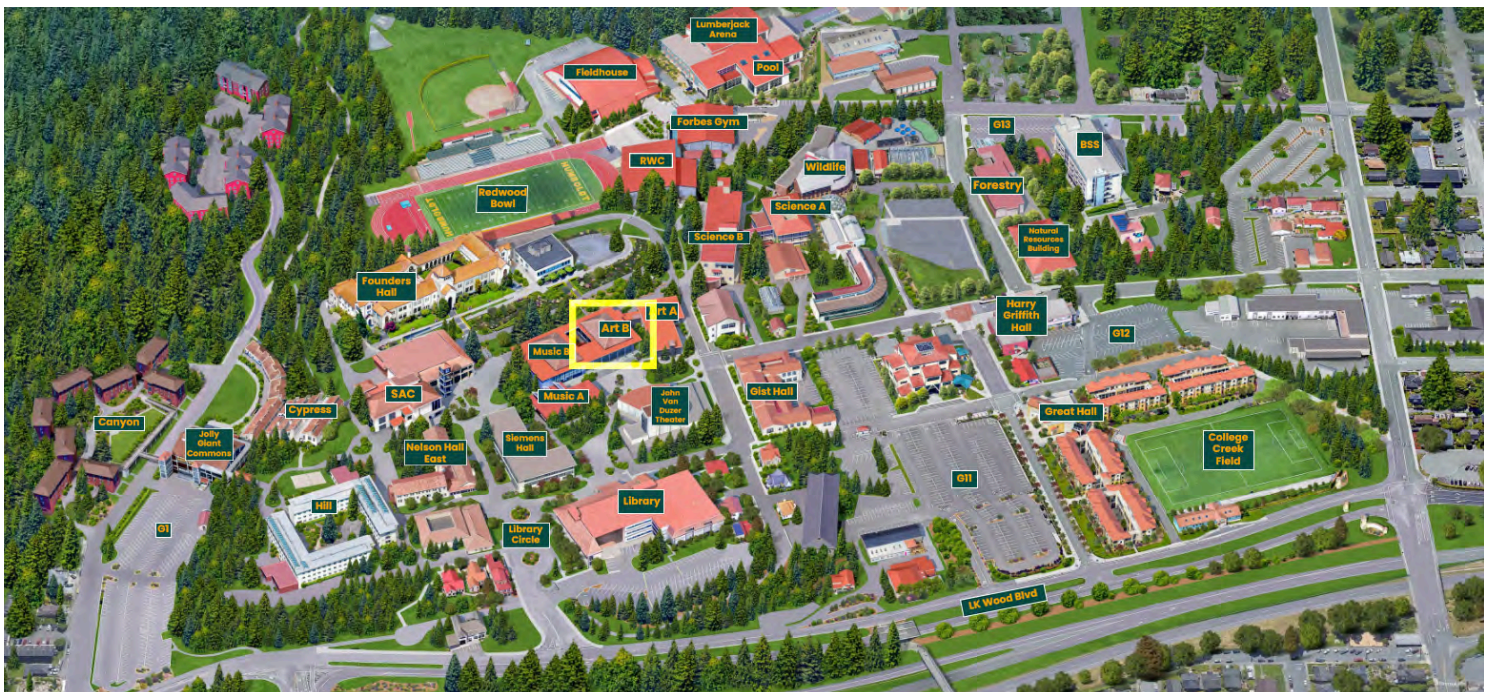 Lumberjack
Arena
Pool
Fieldhouse
Forbes Gym
G13
BSS
RWC
Wildlife
Forestry
Redwood
Bowl
HUMBOLDT
HUMBOLDT
Science A
Science B
Natural
Resources
Building
Founders
Hall
Art A
Art B
Harry
Griffith
Hall
G12
Music B
Gist Hall
SAC
Music A
John
Van
Duzer
Theater
Cypress
Great Hall
Canyon
Jolly
Giant
Commons
Nelson Hall
East
Siemens
Hall
College
Creek
Field
G11
Hill
Library
G1
Library
Circle
LK Wood Blvd